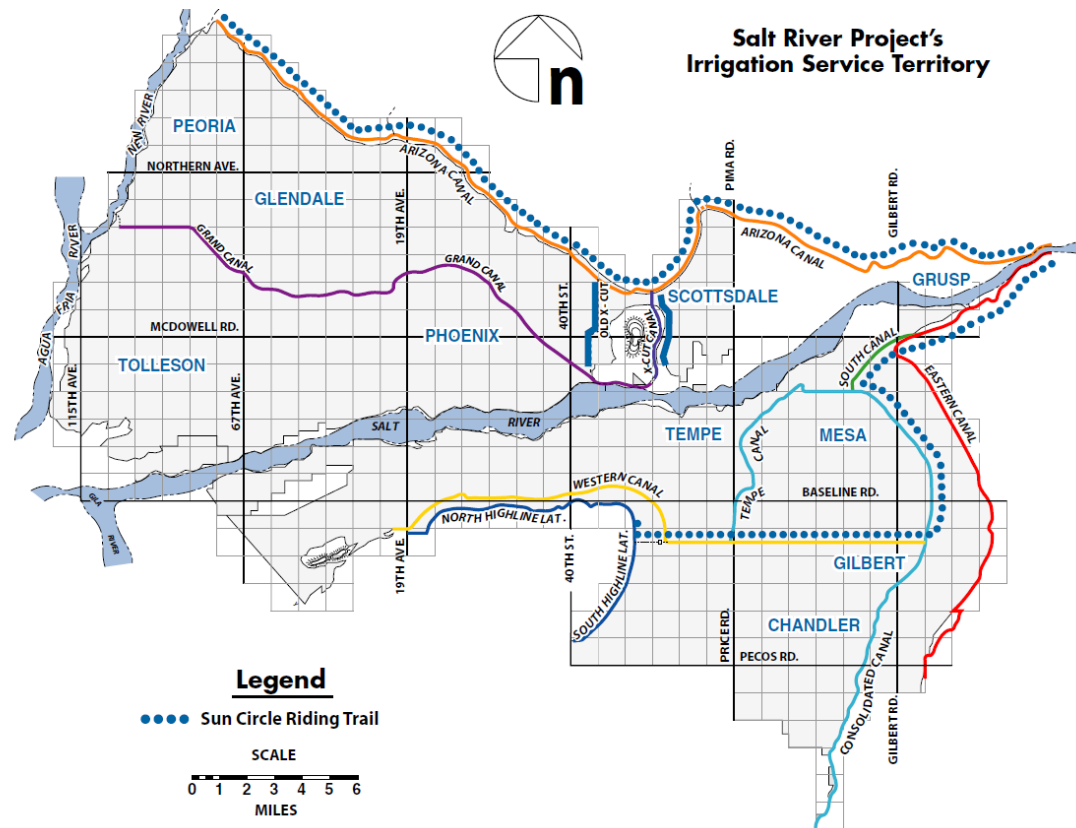 Salt River Project's
Irrigation Service Territory
n
NEW RIVER
PEORIA
NORTHERN AVE.
ARIZONA CANAL
PIMA RD.
GILBERT RD.
GLENDALE
19TH AVE.
ARIZONA CANAL
AGUA FRIA RIVER
GRAND CANAL
GRAND CANAL
GRUSP
SCOTTSDALE
40TH ST.
OLD X - CUT
X-CUT CANAL
MCDOWELL RD.
PHOENIX
TOLLESON
SOUTH CANAL
EASTERN CANAL
115TH AVE.
67TH AVE.
SALT RIVER
TEMPE
TEMPE CANAL
MESA
WESTERN CANAL
BASELINE RD.
GILA RIVER
NORTH HIGHLINE LAT.
19TH AVE.
40TH ST.
SOUTH HIGHLINE LAT.
GILBERT
CHANDLER
PRICE RD.
PECOS RD.
CONSOLIDATED CANAL
GILBERT RD.
Legend
Sun Circle Riding Trail
SCALE
0 1 2 3 4 5 6
MILES